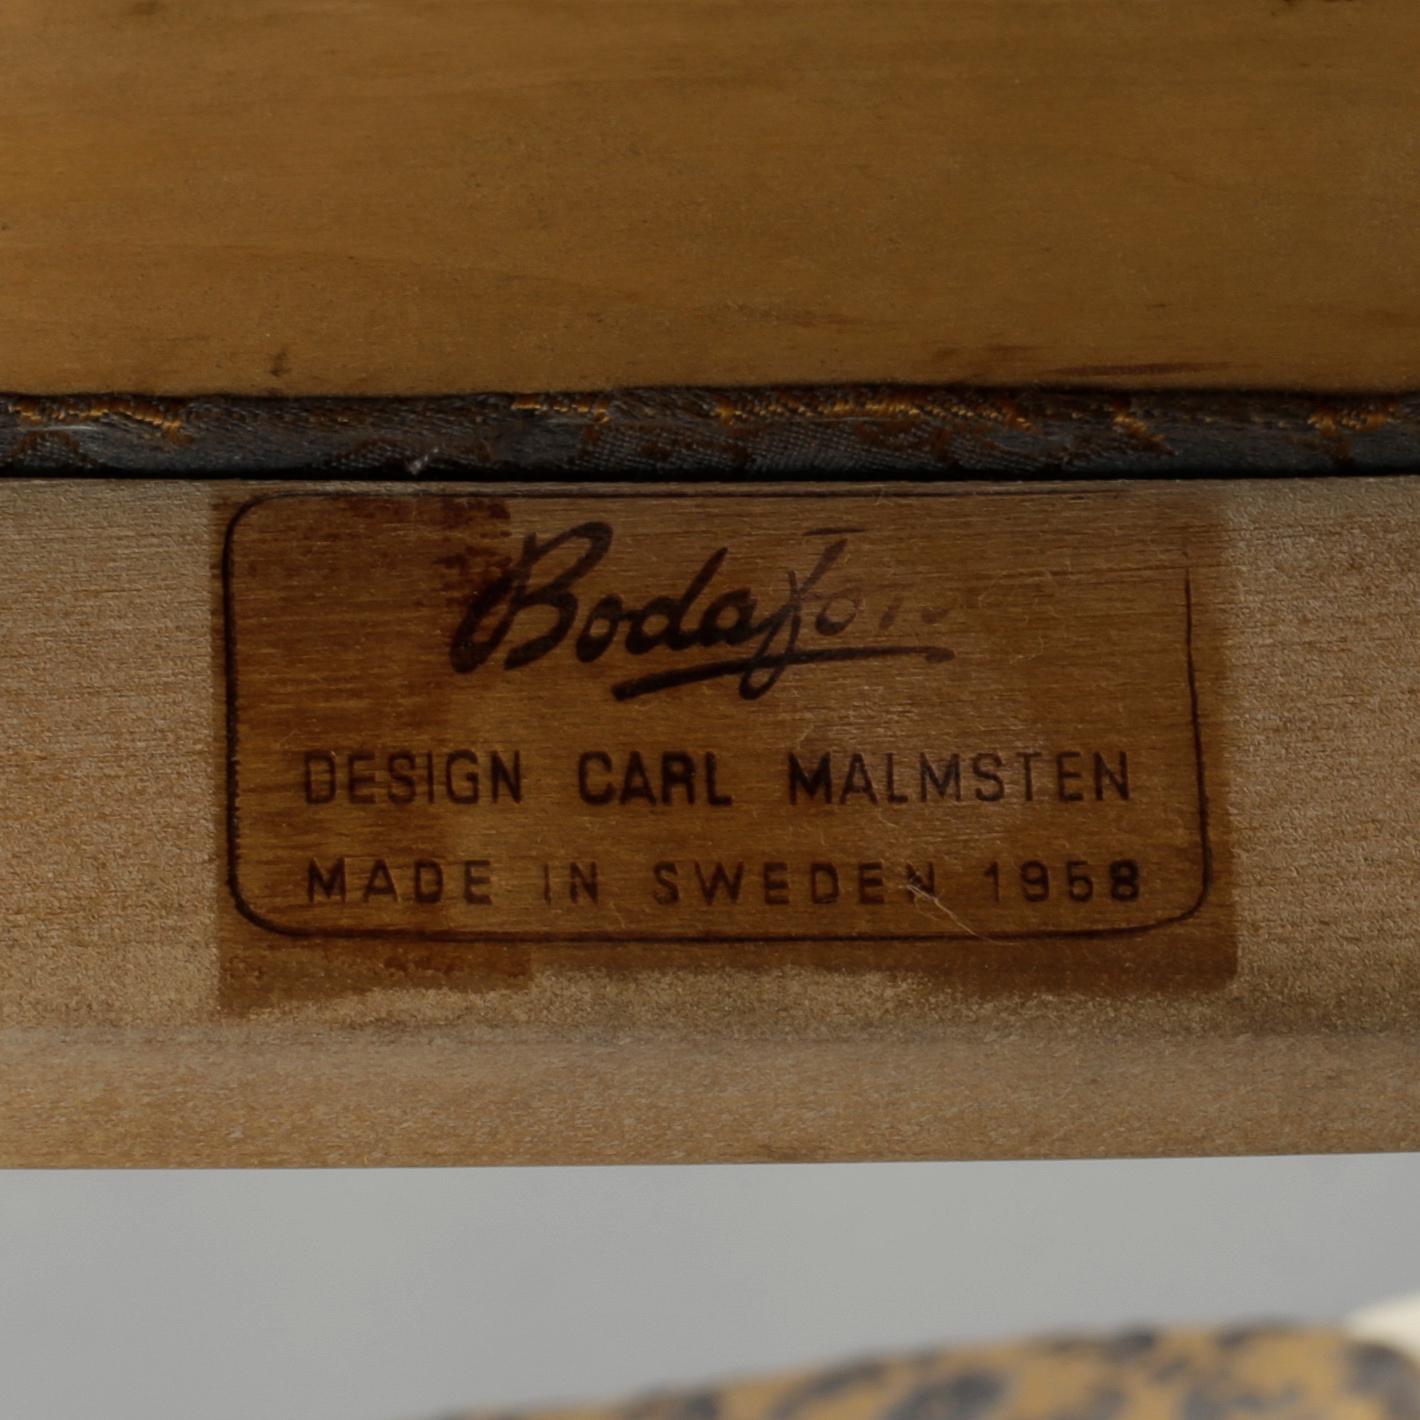 Bodafors
DESIGN CARL MALMSTEN
MADE IN SWEDEN 1958